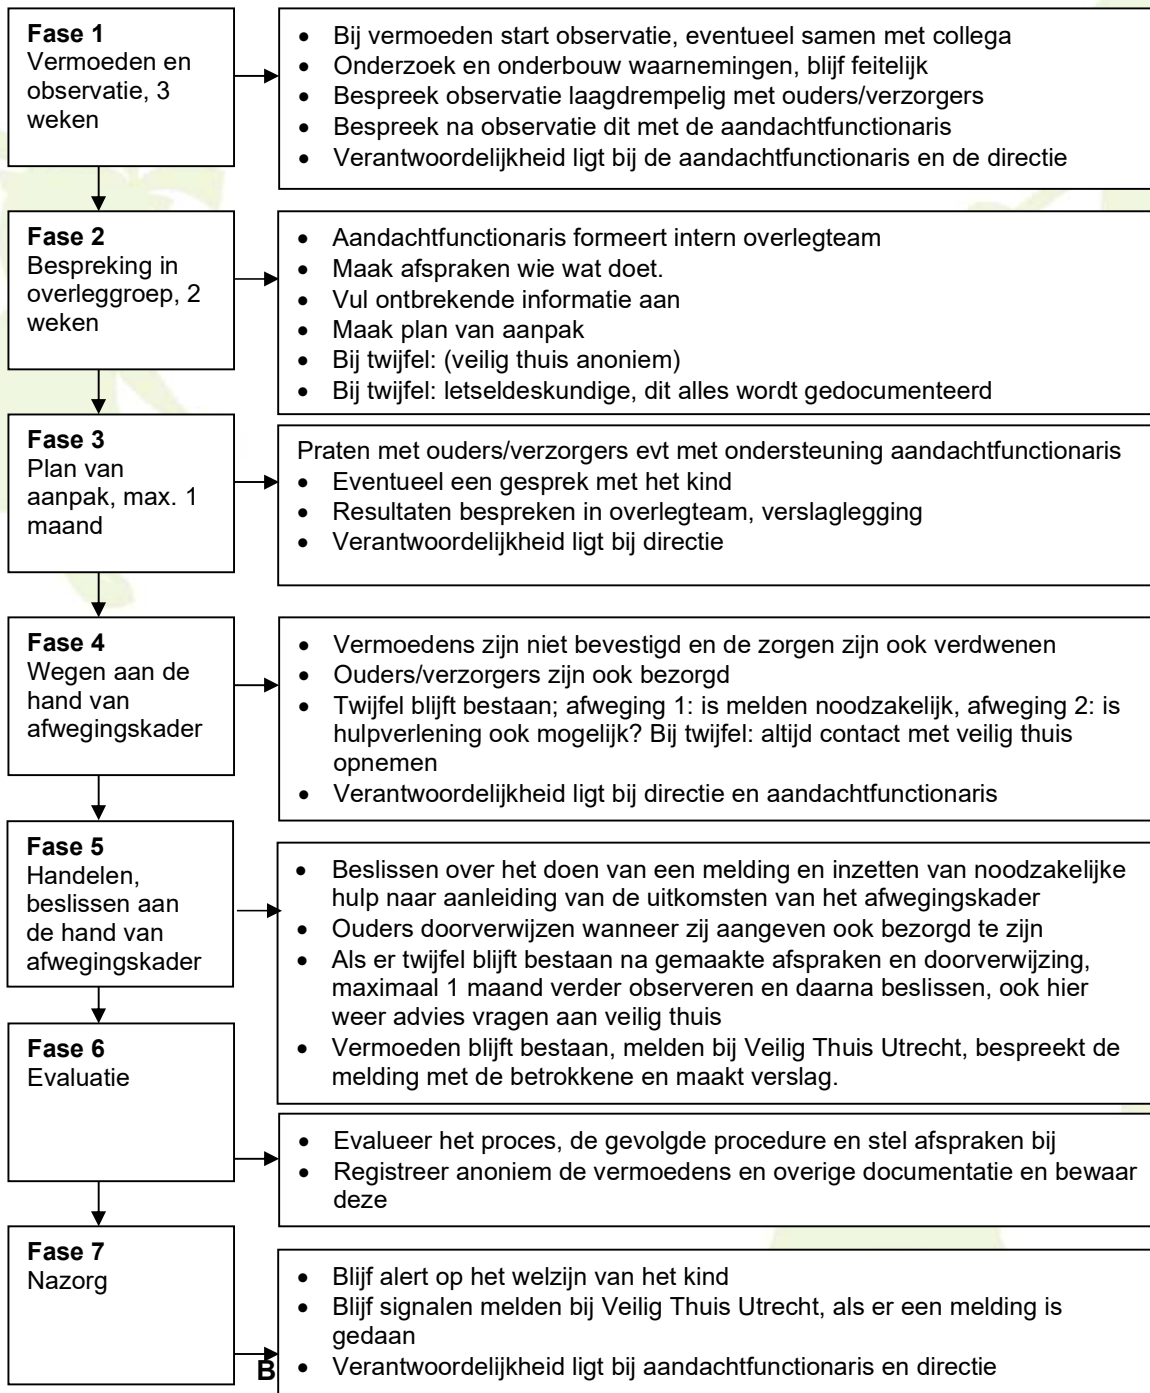 Fase 1
Vermoeden en
observatie, 3
weken
• Bij vermoeden start observatie, eventueel samen met collega
• Onderzoek en onderbouw waarnemingen, blijf feitelijk
• Bespreek observatie laagdrempelig met ouders/verzorgers
• Bespreek na observatie dit met de aandachtfunctionaris
• Verantwoordelijkheid ligt bij de aandachtfunctionaris en de directie
Fase 2
Bespreking in
overleggroep, 2
weken
• Aandachtfunctionaris formeert intern overlegteam
• Maak afspraken wie wat doet.
• Vul ontbrekende informatie aan
• Maak plan van aanpak
• Bij twijfel: (veilig thuis anoniem)
• Bij twijfel: letseldeskundige, dit alles wordt gedocumenteerd
Fase 3
Plan van
aanpak, max. 1
maand
Praten met ouders/verzorgers evt met ondersteuning aandachtfunctionaris
• Eventueel een gesprek met het kind
• Resultaten bespreken in overlegteam, verslaglegging
• Verantwoordelijkheid ligt bij directie
Fase 4
Wegen aan de
hand van
afwegingskader
• Vermoedens zijn niet bevestigd en de zorgen zijn ook verdwenen
• Ouders/verzorgers zijn ook bezorgd
• Twijfel blijft bestaan; afweging 1: is melden noodzakelijk, afweging 2: is
hulpverlening ook mogelijk? Bij twijfel: altijd contact met veilig thuis
opnemen
• Verantwoordelijkheid ligt bij directie en aandachtfunctionaris
Fase 5
Handelen,
beslissen aan
de hand van
afwegingskader
• Beslissen over het doen van een melding en inzetten van noodzakelijke
hulp naar aanleiding van de uitkomsten van het afwegingskader
• Ouders doorverwijzen wanneer zij aangeven ook bezorgd te zijn
• Als er twijfel blijft bestaan na gemaakte afspraken en doorverwijzing,
maximaal 1 maand verder observeren en daarna beslissen, ook hier
weer advies vragen aan veilig thuis
• Vermoeden blijft bestaan, melden bij Veilig Thuis Utrecht, bespreekt de
melding met de betrokkene en maakt verslag.
Fase 6
Evaluatie
• Evalueer het proces, de gevolgde procedure en stel afspraken bij
• Registreer anoniem de vermoedens en overige documentatie en bewaar
deze
Fase 7
Nazorg
• Blijf alert op het welzijn van het kind
• Blijf signalen melden bij Veilig Thuis Utrecht, als er een melding is
gedaan
• Verantwoordelijkheid ligt bij aandachtfunctionaris en directie
B